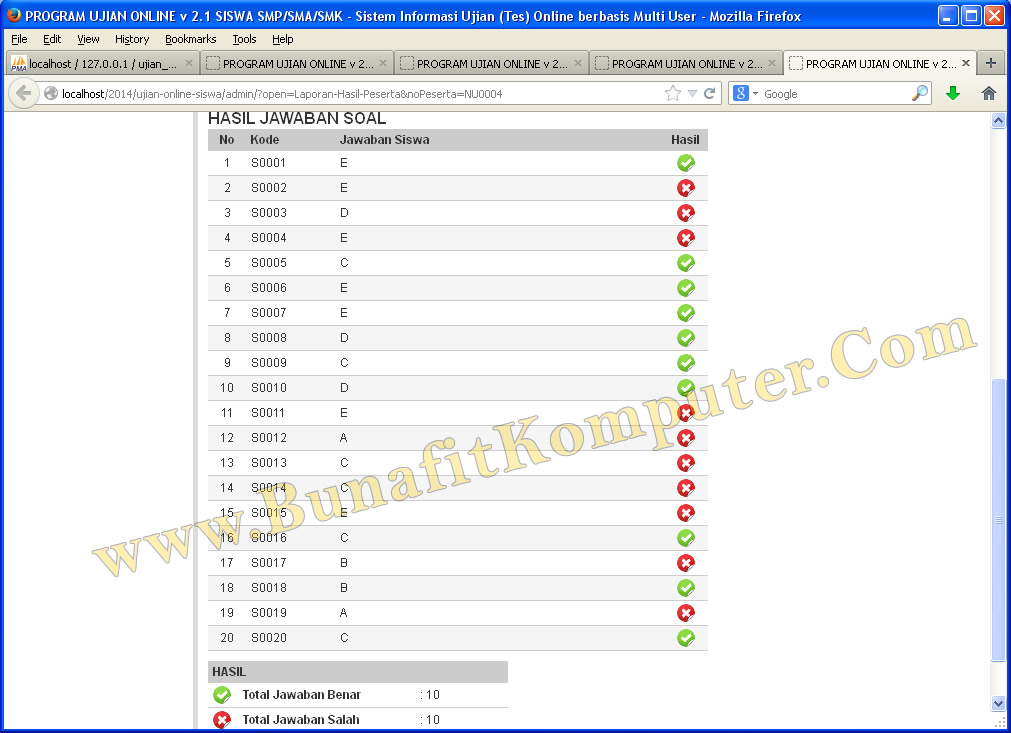 PROGRAM UJIAN ONLINE v 2.1 SISWA SMP/SMA/SMK - Sistem Informasi Ujian (Tes) Online berbasis Multi User - Mozilla Firefox
File Edit View History Bookmarks Tools Help
PMA localhost / 127.0.0.1 / ujian_... PROGRAM UJIAN ONLINE v 2... PROGRAM UJIAN ONLINE v 2... PROGRAM UJIAN ONLINE v 2... PROGRAM UJIAN ONLINE v 2...
localhost/2014/ujian-online-siswa/admin/?open=Laporan-Hasil-Peserta&noPeserta=NU0004 8 Google
HASIL JAWABAN SOAL
No Kode Jawaban Siswa Hasil
1 S0001 E
2 S0002 E
3 S0003 D
4 S0004 E
5 S0005 C
6 S0006 E
7 S0007 E
8 S0008 D
9 S0009 C
10 S0010 D
11 S0011 E
12 S0012 A
13 S0013 C
14 S0014 C
15 S0015 E
16 S0016 C
17 S0017 B
18 S0018 B
19 S0019 A
20 S0020 C
www.BunafitKomputer.Com
HASIL
Total Jawaban Benar : 10
Total Jawaban Salah : 10